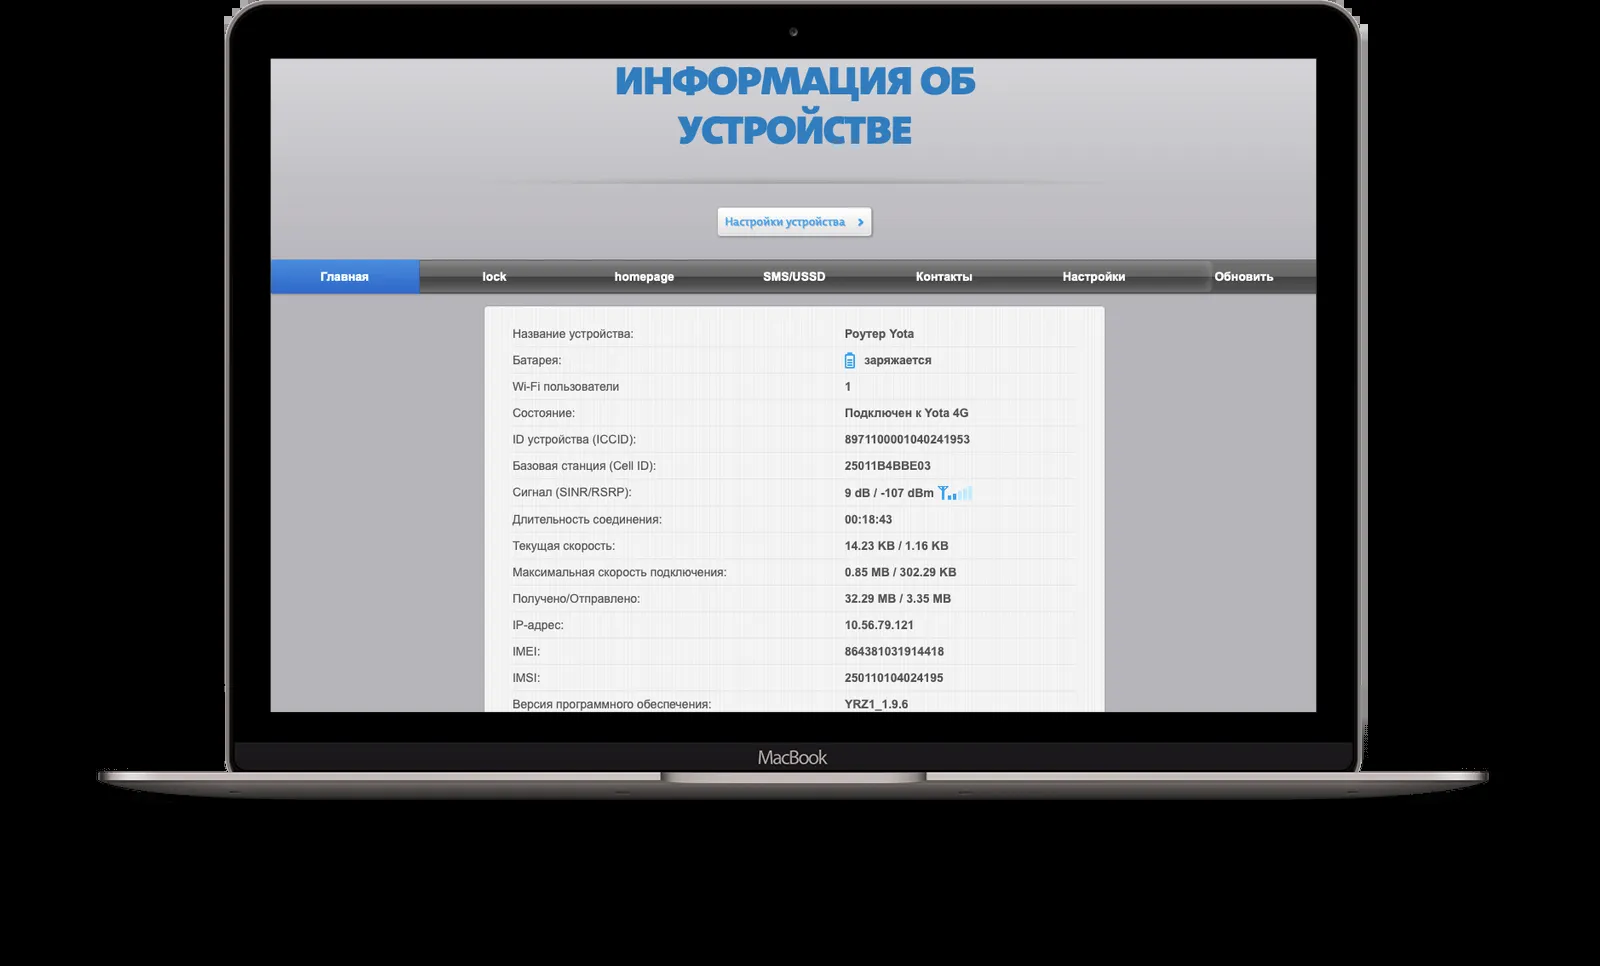 ИНФОРМАЦИЯ ОБ
УСТРОЙСТВЕ
Настройки устройства
Главная lock homepage SMS/USSD Контакты Настройки Обновить
Название устройства: Роутер Yota
Батарея: заряжается
Wi-Fi пользователи 1
Состояние: Подключен к Yota 4G
ID устройства (ICCID): 8971100001040241953
Базовая станция (Cell ID): 25011B4BBE03
Сигнал (SINR/RSRP): 9 dB / -107 dBm
Длительность соединения: 00:18:43
Текущая скорость: 14.23 KB / 1.16 KB
Максимальная скорость подключения: 0.85 MB / 302.29 KB
Получено/Отправлено: 32.29 MB / 3.35 MB
IP-адрес: 10.56.79.121
IMEI: 864381031914418
IMSI: 250110104024195
Версия программного обеспечения: YRZ1_1.9.6
MacBook